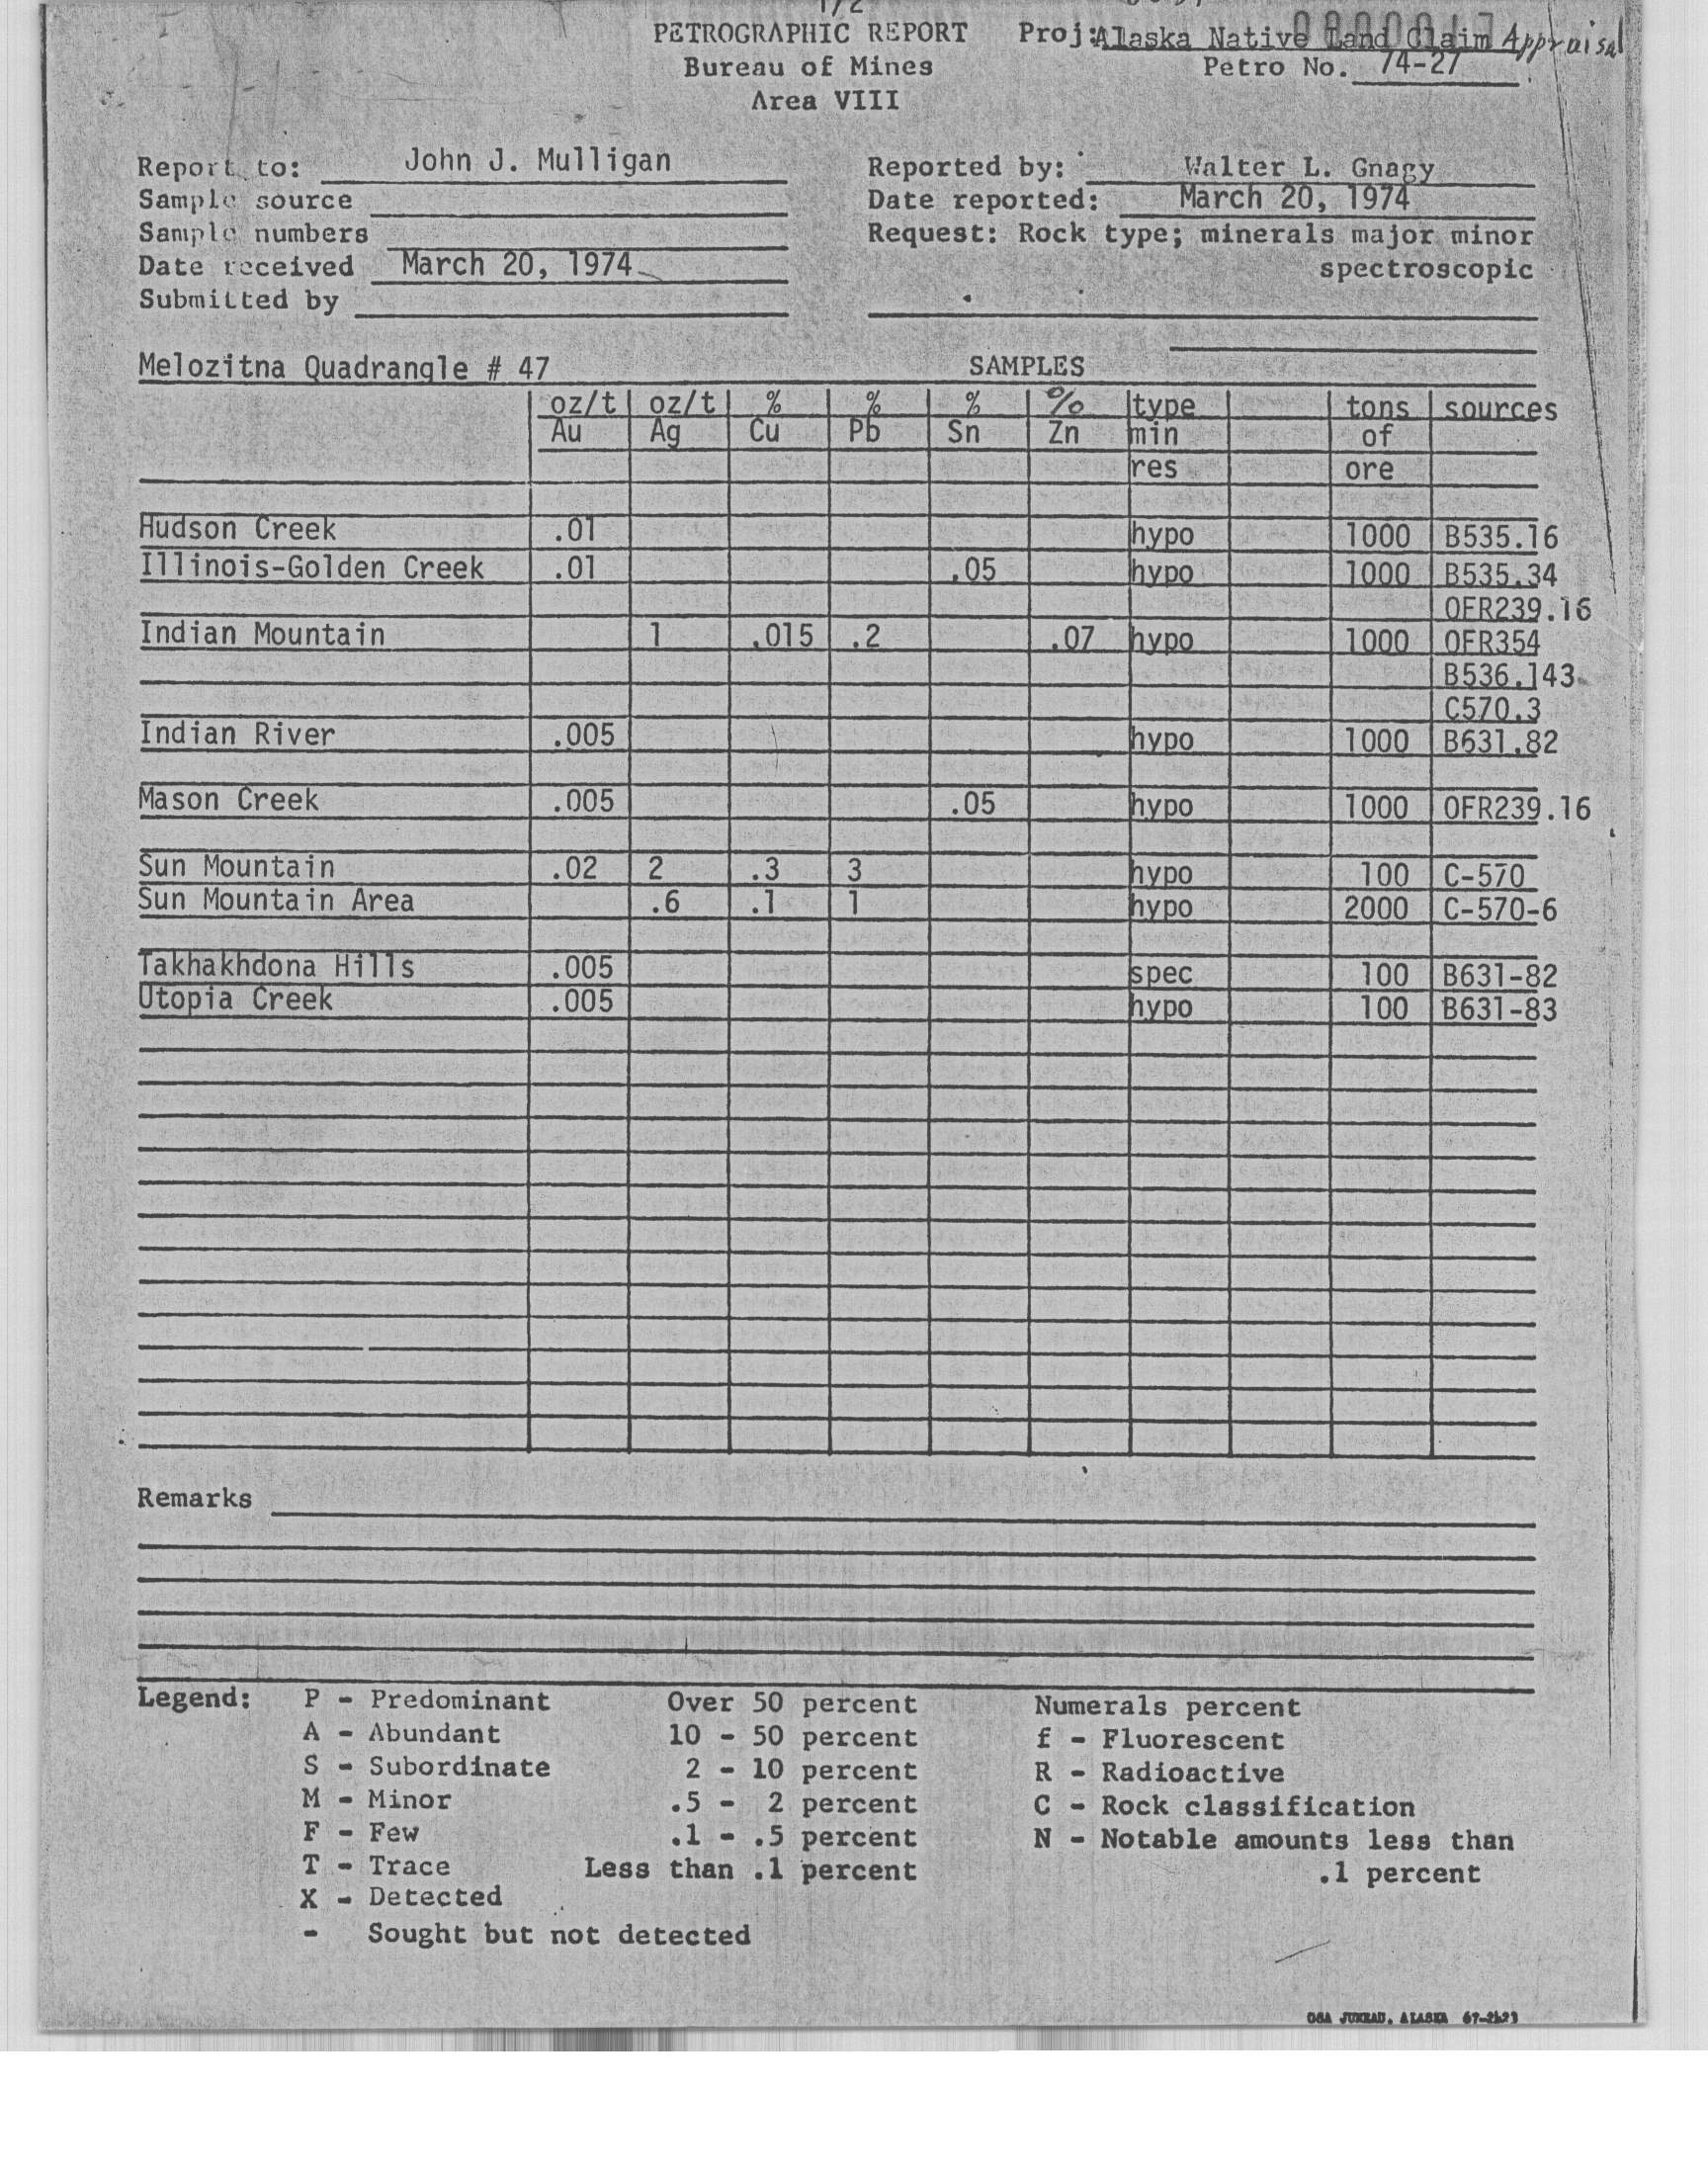 PETROGRAPHIC REPORT Proj: Alaska Native Land Claim Appraisal
Bureau of Mines Petro No. 74-27
Area VIII
Report to: John J. Mulligan Reported by: Walter L. Gnagy
Sample source Date reported: March 20, 1974
Sample numbers Request: Rock type; minerals major minor
Date received March 20, 1974 spectroscopic
Submitted by
Melozitna Quadrangle # 47 SAMPLES
oz/t oz/t % % % % type tons sources
Au Ag Cu Pb Sn Zn min of
res ore
Hudson Creek .01 hypo 1000 B535.16
Illinois-Golden Creek .01 .05 hypo 1000 B535.34
OFR239.16
Indian Mountain 1 .015 .2 .07 hypo 1000 OFR354
B536.143
C570.3
Indian River .005 hypo 1000 B631.82
Mason Creek .005 .05 hypo 1000 OFR239.16
Sun Mountain .02 2 .3 3 hypo 100 C-570
Sun Mountain Area .6 .1 1 hypo 2000 C-570-6
Takhakhdona Hills .005 spec 100 B631-82
Utopia Creek .005 hypo 100 B631-83
Remarks
Legend: P - Predominant Over 50 percent Numerals percent
A - Abundant 10 - 50 percent f - Fluorescent
S - Subordinate 2 - 10 percent R - Radioactive
M - Minor .5 - 2 percent C - Rock classification
F - Few .1 - .5 percent N - Notable amounts less than
T - Trace Less than .1 percent .1 percent
X - Detected
- Sought but not detected
GSA JUNEAU, ALASKA